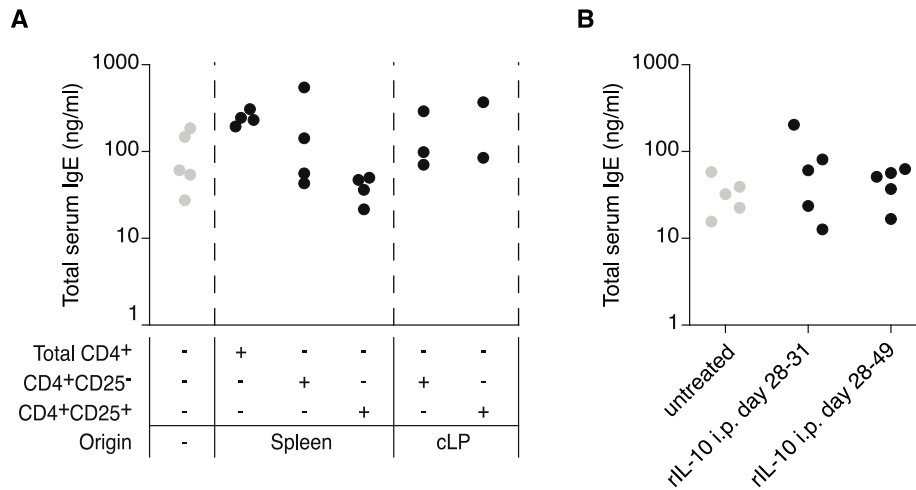 A
Total serum IgE (ng/ml)
1000
100
10
1
Total CD4+ - + - - - -
CD4+CD25- - - + - + -
CD4+CD25+ - - - + - +
Origin - Spleen cLP
B
Total serum IgE (ng/ml)
1000
100
10
1
untreated
rIL-10 i.p. day 28-31
rIL-10 i.p. day 28-49